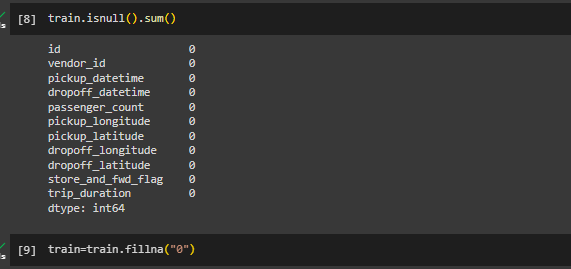 [8] train.isnull().sum()
id 0
vendor_id 0
pickup_datetime 0
dropoff_datetime 0
passenger_count 0
pickup_longitude 0
pickup_latitude 0
dropoff_longitude 0
dropoff_latitude 0
store_and_fwd_flag 0
trip_duration 0
dtype: int64
[9] train=train.fillna("0")